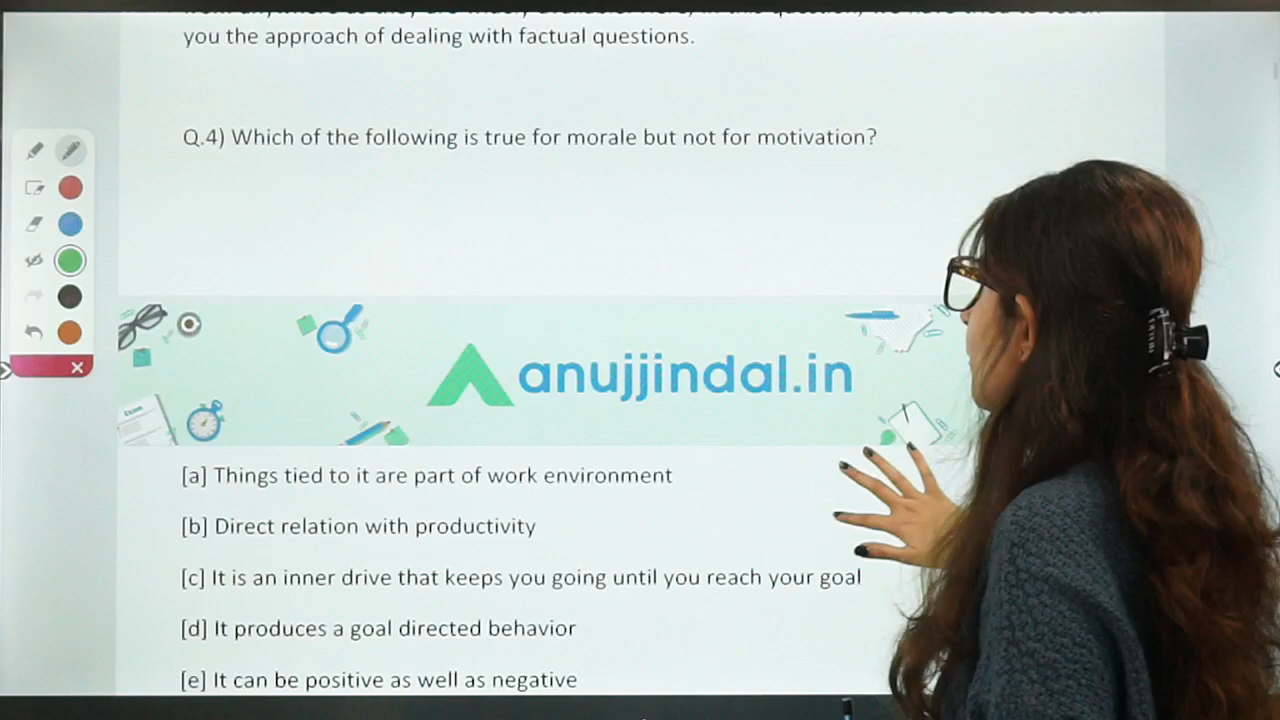 you the approach of dealing with factual questions.
Q.4) Which of the following is true for morale but not for motivation?
anujjindal.in
[a] Things tied to it are part of work environment
[b] Direct relation with productivity
[c] It is an inner drive that keeps you going until you reach your goal
[d] It produces a goal directed behavior
[e] It can be positive as well as negative